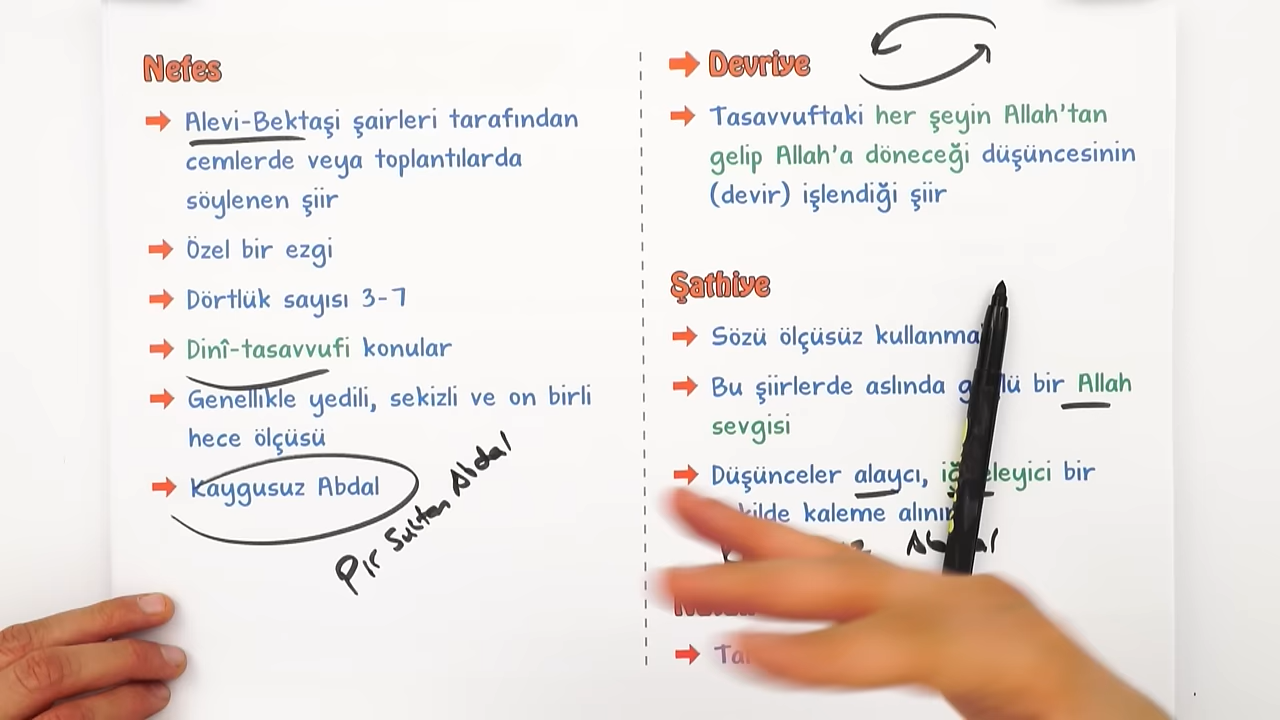 Nefes
Alevi-Bektaşi şairleri tarafından
cemlerde veya toplantılarda
söylenen şiir
Özel bir ezgi
Dörtlük sayısı 3-7
Dinî-tasavvufi konular
Genellikle yedili, sekizli ve on birli
hece ölçüsü
Kaygusuz Abdal
Pir Sultan Abdal
Devriye
Tasavvuftaki her şeyin Allah'tan
gelip Allah'a döneceği düşüncesinin
(devir) işlendiği şiir
Şathiye
Sözü ölçüsüz
Bu şiirlerde aslında bir Allah
sevgisi
Düşünceler alaycı, bir
kaleme
Abdal